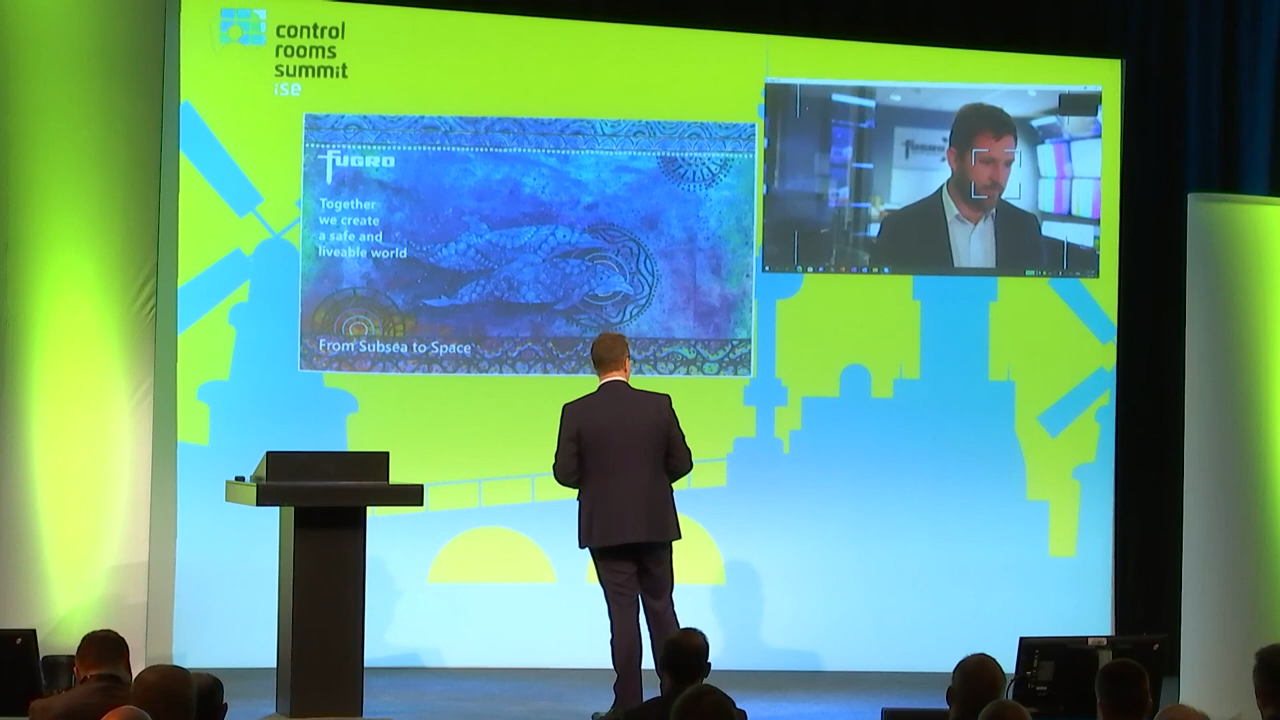 control
rooms
summit
ise
FUGRO
Together
we create
a safe and
liveable world
From Subsea to Space
fugro